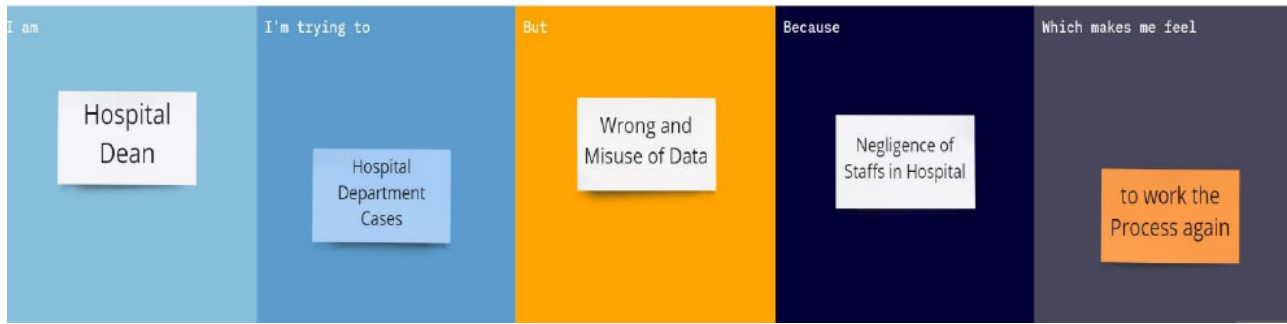 I am
Hospital
Dean
I'm trying to
Hospital
Department
Cases
But
Wrong and
Misuse of Data
Because
Negligence of
Staffs in Hospital
Which makes me feel
to work the
Process again